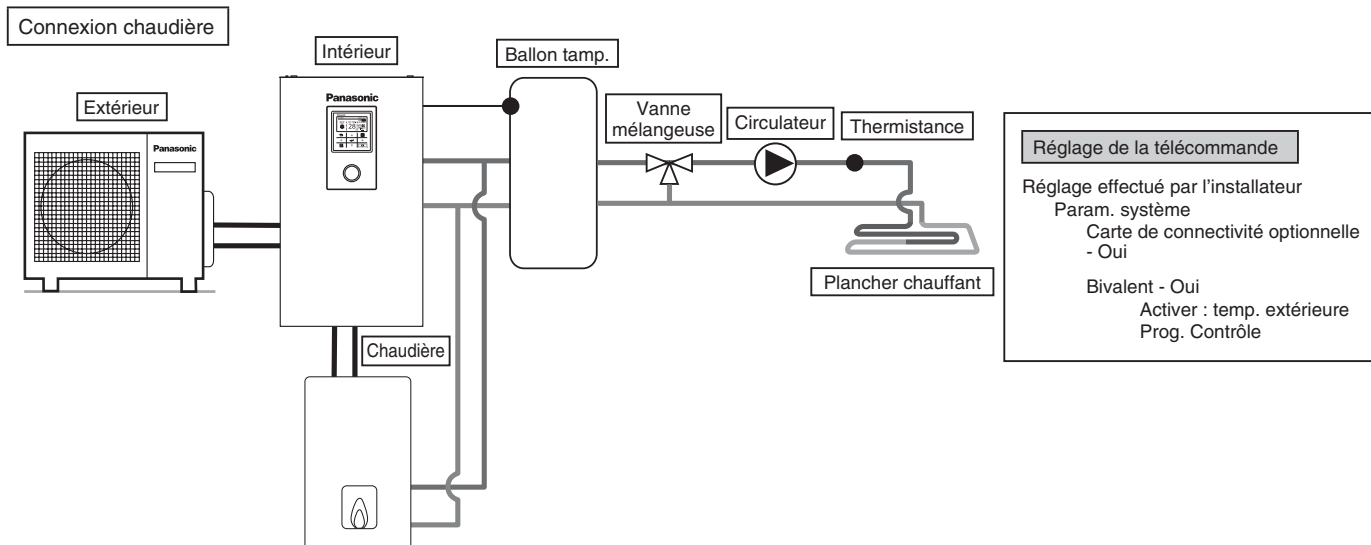 Connexion chaudière
Extérieur
Panasonic
Intérieur
Panasonic
Ballon tamp.
Vanne
mélangeuse
Circulateur
Thermistance
Plancher chauffant
Chaudière
Réglage de la télécommande
Réglage effectué par l’installateur
Param. système
Carte de connectivité optionnelle
- Oui
Bivalent - Oui
Activer : temp. extérieure
Prog. Contrôle